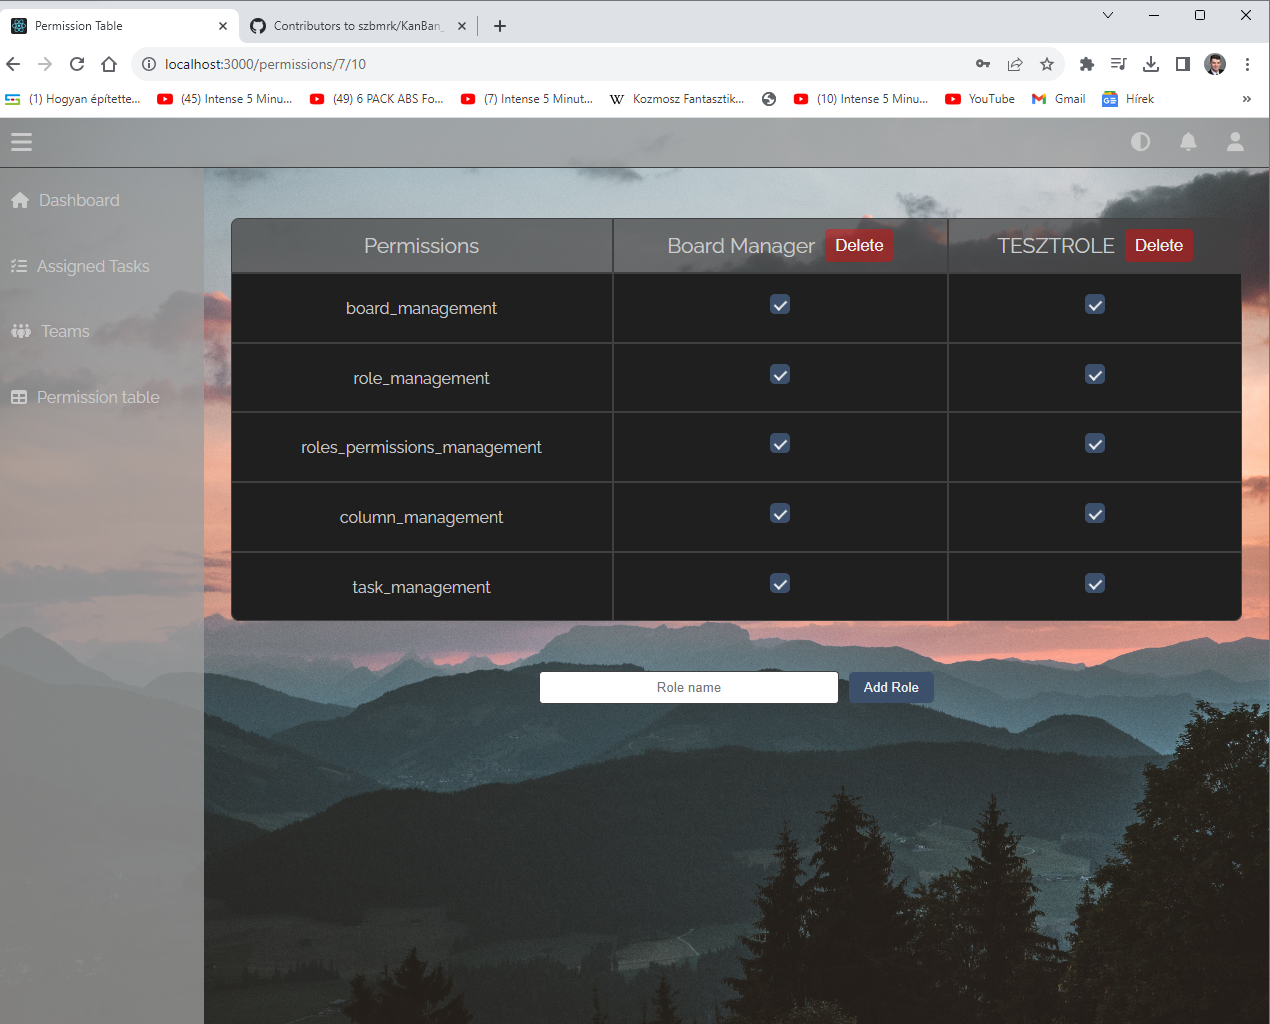 Permission Table
Contributors to szbmrk/KanBan_
localhost:3000/permissions/7/10
(1) Hogyan építette... (45) Intense 5 Minu... (49) 6 PACK ABS Fo... (7) Intense 5 Minut... W Kozmosz Fantasztik... (10) Intense 5 Minu... YouTube Gmail GE Hírek »
Dashboard
Assigned Tasks
Teams
Permission table
Permissions Board Manager Delete TESZTROLE Delete
board_management
role_management
roles_permissions_management
column_management
task_management
Role name Add Role